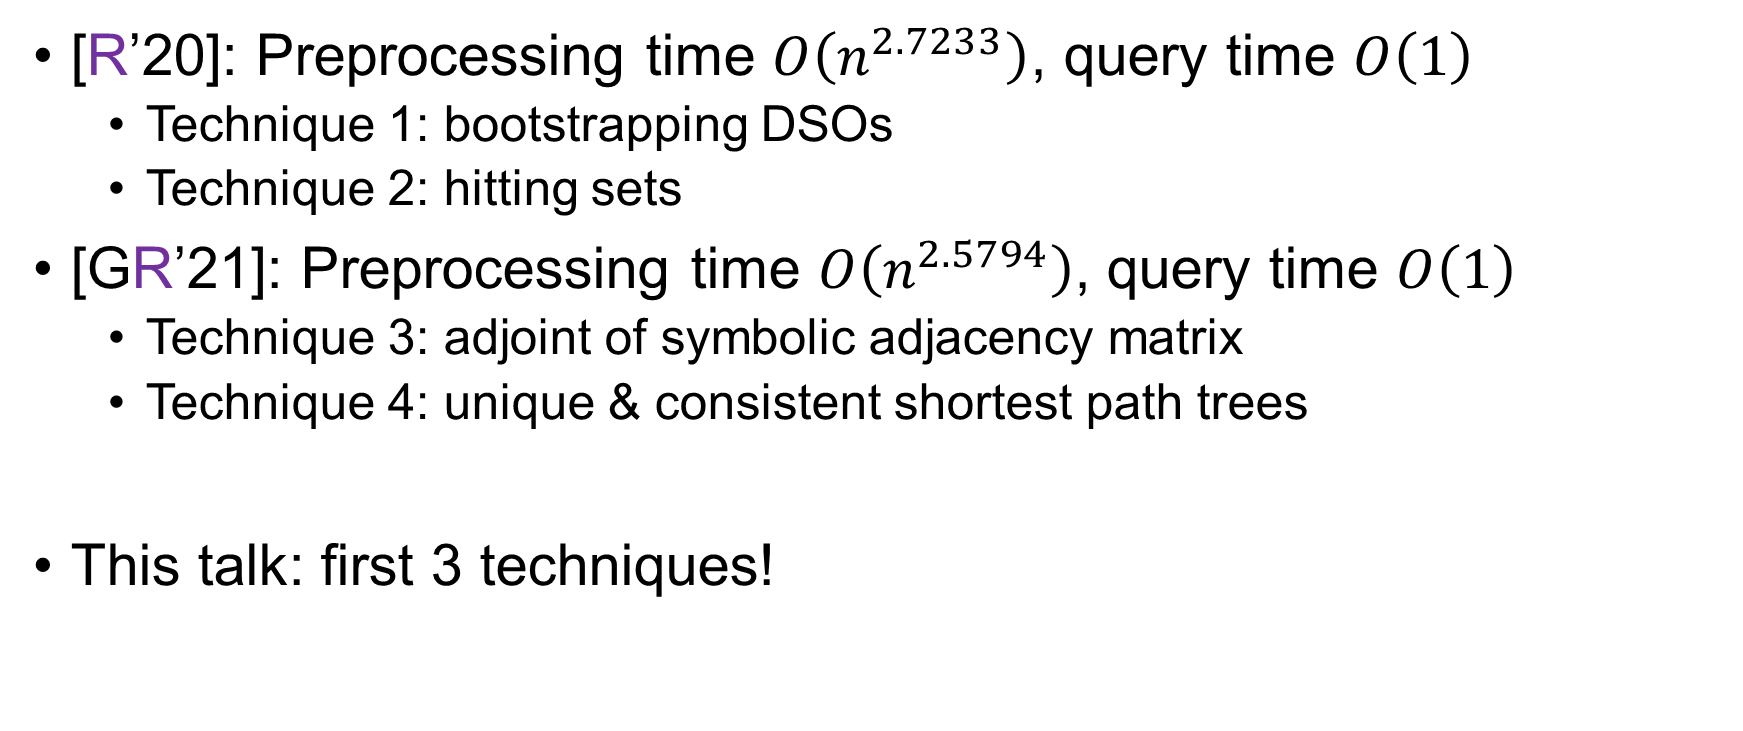 • [R’20]: Preprocessing time 𝑂(𝑛^2.7233), query time 𝑂(1)
• Technique 1: bootstrapping DSOs
• Technique 2: hitting sets
• [GR’21]: Preprocessing time 𝑂(𝑛^2.5794), query time 𝑂(1)
• Technique 3: adjoint of symbolic adjacency matrix
• Technique 4: unique & consistent shortest path trees
• This talk: first 3 techniques!